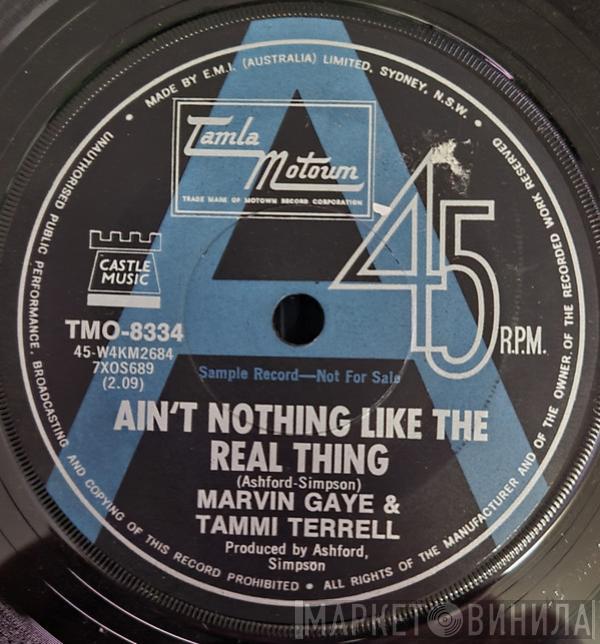 MADE BY E.M.I. (AUSTRALIA) LIMITED, SYDNEY, N.S.W. •
UNAUTHORISED PUBLIC PERFORMANCE, BROADCASTING AND COPYING OF THIS RECORD PROHIBITED • ALL RIGHTS OF THE MANUFACTURER AND OF THE OWNER OF THE RECORDED WORK RESERVED •
A
Tamla
Motown
TRADE MARK OF MOTOWN RECORD CORPORATION
45
R.P.M.
CASTLE
MUSIC
TMO-8334
45-W4KM2684
7XOS689
(2.09)
Sample Record—Not For Sale
AIN'T NOTHING LIKE THE
REAL THING
(Ashford-Simpson)
MARVIN GAYE &
TAMMI TERRELL
Produced by Ashford,
Simpson
МАРКЕТ ВИНИЛА